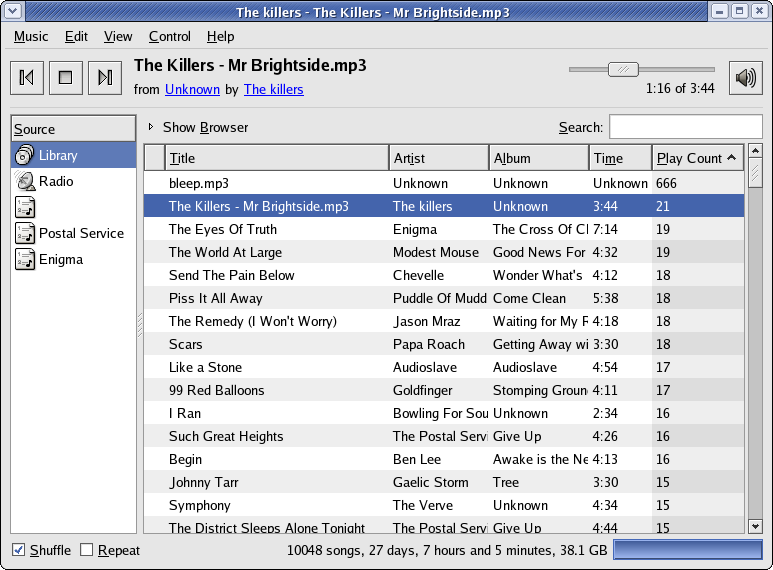 The killers - The Killers - Mr Brightside.mp3
Music Edit View Control Help
The Killers - Mr Brightside.mp3
from Unknown by The killers
1:16 of 3:44
Source
Library
Radio
Postal Service
Enigma
Show Browser Search:
Title Artist Album Time Play Count
bleep.mp3 Unknown Unknown Unknown 666
The Killers - Mr Brightside.mp3 The killers Unknown 3:44 21
The Eyes Of Truth Enigma The Cross Of Cl 7:14 19
The World At Large Modest Mouse Good News For 4:32 19
Send The Pain Below Chevelle Wonder What's 4:12 18
Piss It All Away Puddle Of Mudd Come Clean 5:38 18
The Remedy (I Won't Worry) Jason Mraz Waiting for My R 4:18 18
Scars Papa Roach Getting Away wi 3:30 18
Like a Stone Audioslave Audioslave 4:54 17
99 Red Balloons Goldfinger Stomping Groun 4:11 17
I Ran Bowling For Sou Unknown 2:34 16
Such Great Heights The Postal Servi Give Up 4:26 16
Begin Ben Lee Awake is the Ne 4:13 16
Johnny Tarr Gaelic Storm Tree 3:30 15
Symphony The Verve Unknown 4:34 15
The District Sleeps Alone Tonight The Postal Servi Give Up 4:44 15
Shuffle Repeat 10048 songs, 27 days, 7 hours and 5 minutes, 38.1 GB